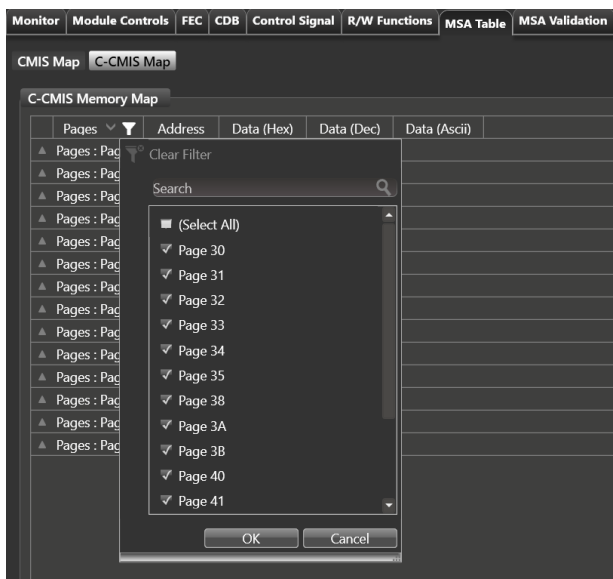 Monitor Module Controls FEC CDB Control Signal R/W Functions MSA Table MSA Validation
CMIS Map C-CMIS Map
C-CMIS Memory Map
Pages Address Data (Hex) Data (Dec) Data (Ascii)
Pages : Pag
Pages : Pag
Pages : Pag
Pages : Pag
Pages : Pag
Pages : Pag
Pages : Pag
Pages : Pag
Pages : Pag
Pages : Pag
Pages : Pag
Pages : Pag
Pages : Pag
Pages : Pag
Clear Filter
Search
(Select All)
Page 30
Page 31
Page 32
Page 33
Page 34
Page 35
Page 38
Page 3A
Page 3B
Page 40
Page 41
OK Cancel